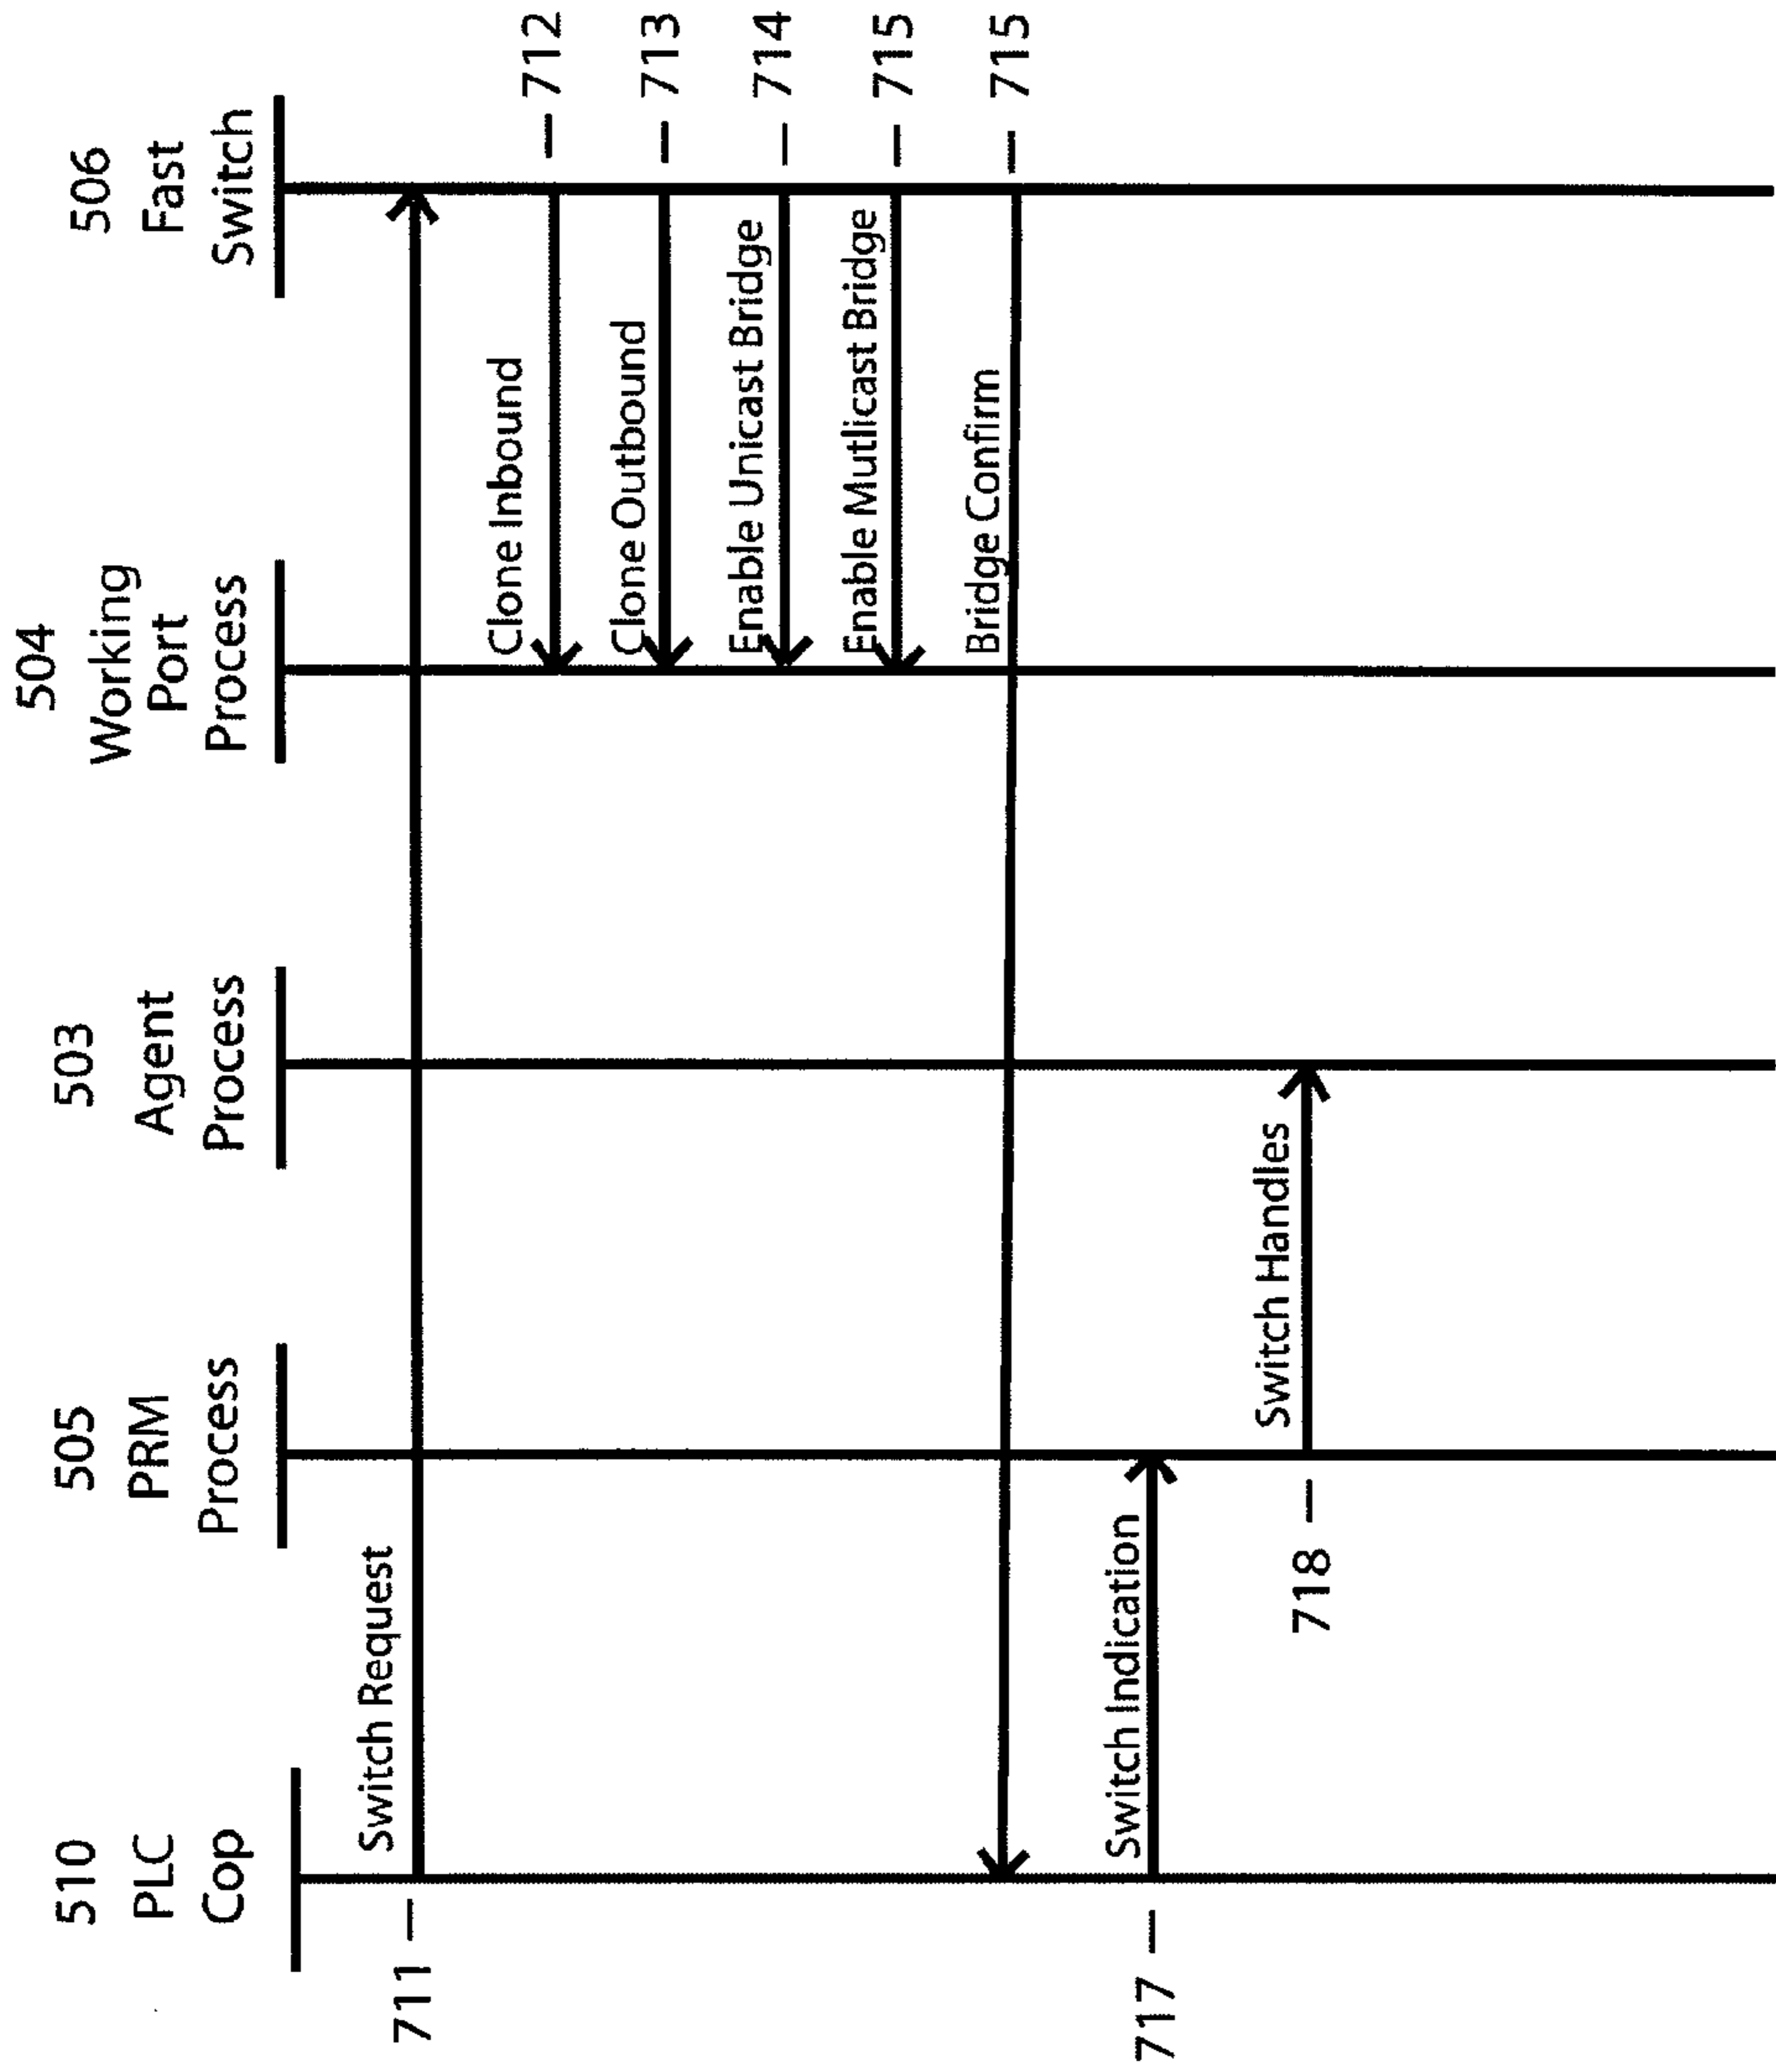 510
PLC
Cop
505
PRM
Process
503
Agent
Process
504
Working
Port
Process
506
Fast
Switch
711
Switch Request
Clone Inbound
712
Clone Outbound
713
Enable Unicast Bridge
714
Enable Mutlicast Bridge
715
Bridge Confirm
715
717
Switch Indication
718
Switch Handles